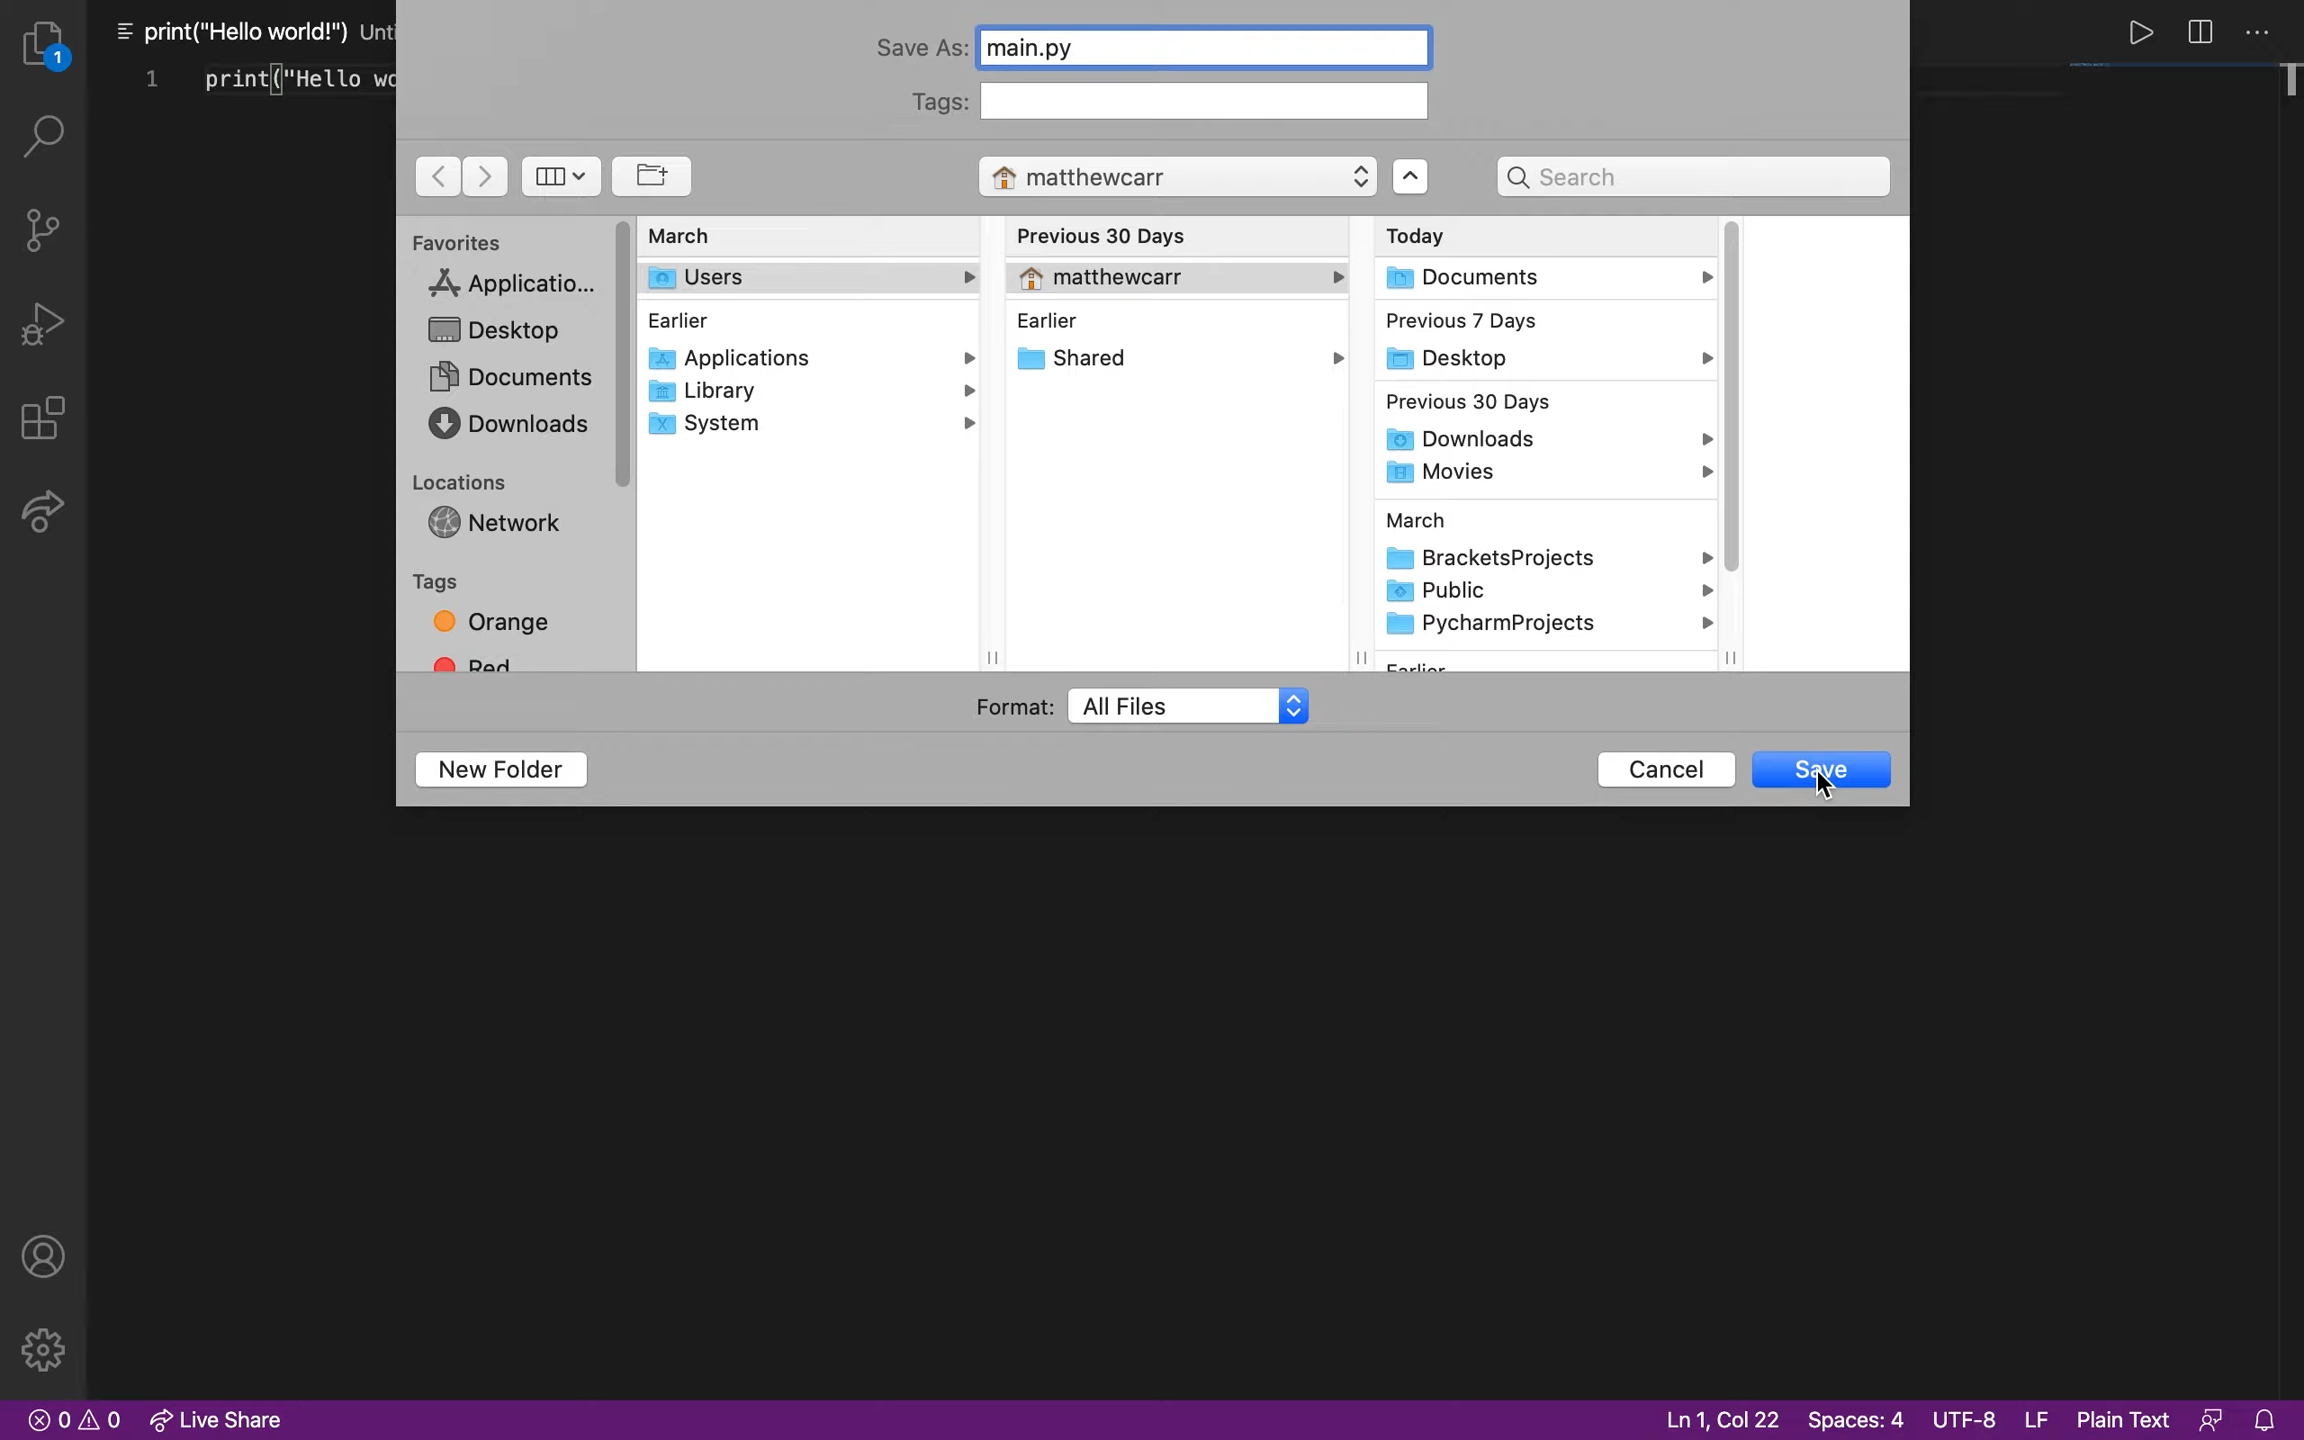 1
print("Hello world!") Unti
1 print("Hello wo
Save As: main.py
Tags:
matthewcarr
Search
Favorites
Applicatio...
Desktop
Documents
Downloads
Locations
Network
Tags
Orange
Red
March
Users
Earlier
Applications
Library
System
Previous 30 Days
matthewcarr
Earlier
Shared
Today
Documents
Previous 7 Days
Desktop
Previous 30 Days
Downloads
Movies
March
BracketsProjects
Public
PycharmProjects
Earlier
Format: All Files
New Folder
Cancel
Save
0 0 Live Share
Ln 1, Col 22 Spaces: 4 UTF-8 LF Plain Text